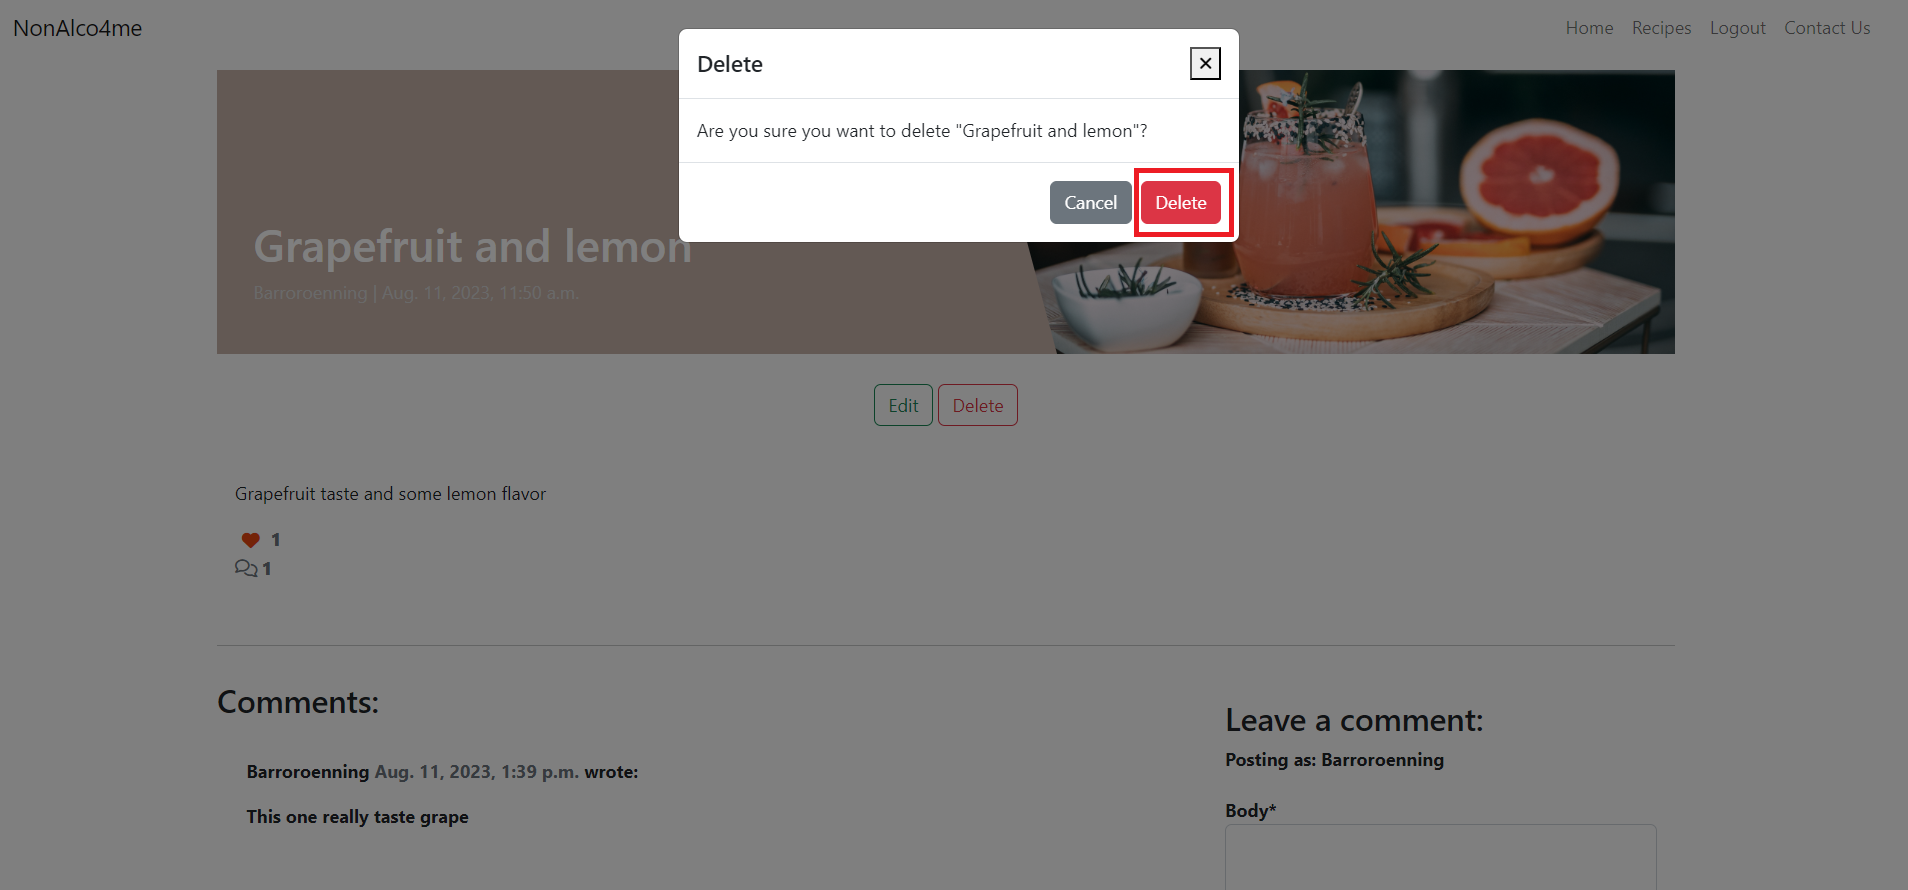 NonAlco4me
Home Recipes Logout Contact Us
Delete
×
Are you sure you want to delete "Grapefruit and lemon"?
Cancel Delete
Grapefruit and lemon
Barroroenning | Aug. 11, 2023, 11:50 a.m.
Edit Delete
Grapefruit taste and some lemon flavor
1
1
Comments:
Barroroenning Aug. 11, 2023, 1:39 p.m. wrote:
This one really taste grape
Leave a comment:
Posting as: Barroroenning
Body*